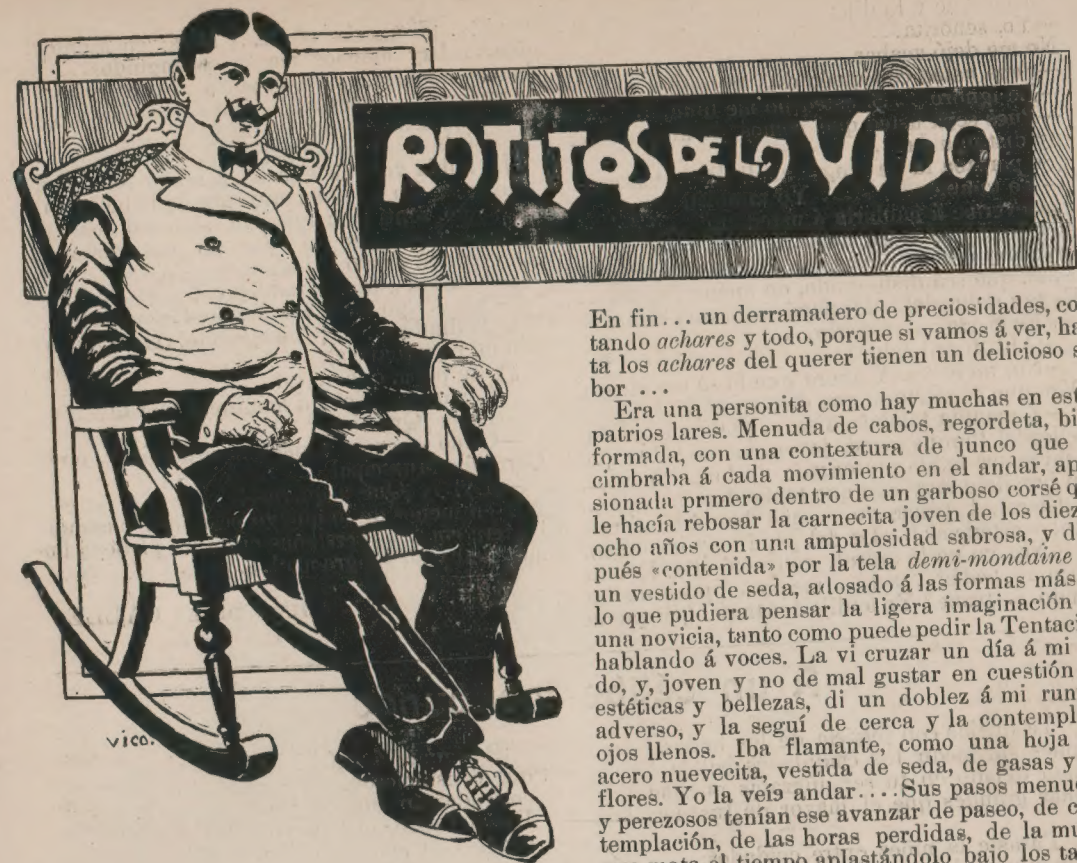 RATITOS DE LA VIDA
En fin... un derramadero de preciosidades, co
tando achares y todo, porque si vamos á ver, ha
ta los achares del querer tienen un delicioso s
bor ...
Era una personita como hay muchas en est
patrios lares. Menuda de cabos, regordeta, bi
formada, con una contextura de junco que
cimbraba á cada movimiento en el andar, ap
sionada primero dentro de un garboso corsé q
le hacía rebosar la carnecita joven de los diez
ocho años con una ampulosidad sabrosa, y d
pués «contenida» por la tela demi-mondaine
un vestido de seda, adosado á las formas más
lo que pudiera pensar la ligera imaginación
una novicia, tanto como puede pedir la Tentaci
hablando á voces. La vi cruzar un día á mi
do, y, joven y no de mal gustar en cuestión
estéticas y bellezas, di un doblez á mi rum
adverso, y la seguí de cerca y la contempl
ojos llenos. Iba flamante, como una hoja
acero nuevecita, vestida de seda, de gasas y
flores. Yo la veía andar....Sus pasos menu
y perezosos tenían ese avanzar de paseo, de c
templación, de las horas perdidas, de la mu
mata el tiempo aplastándolo bajo los ta
vico.